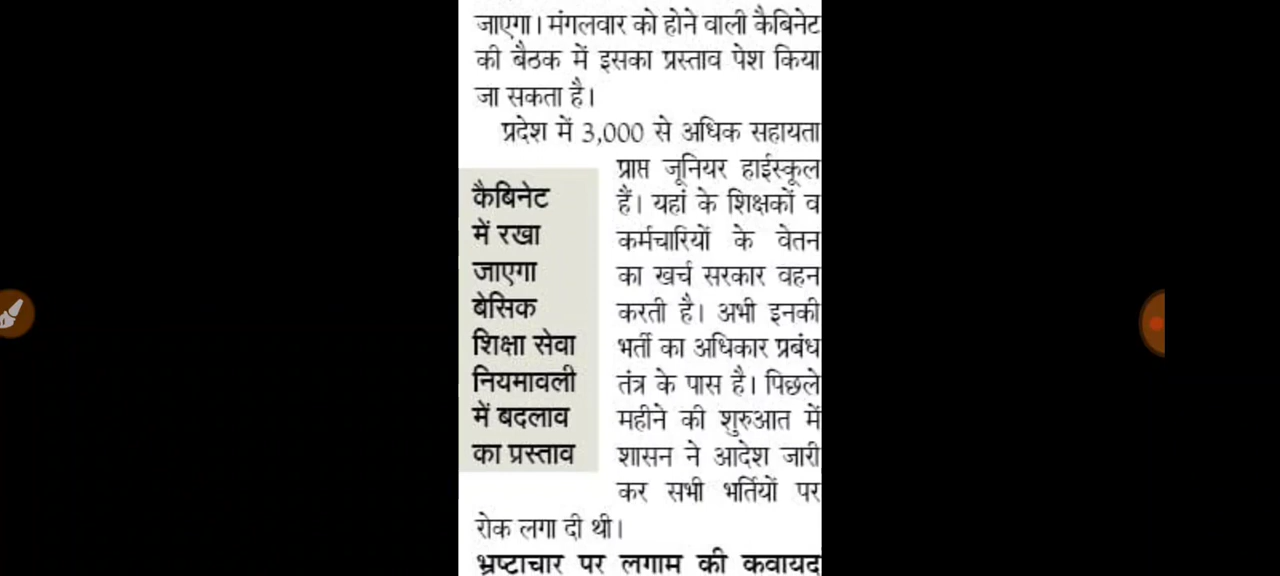 जाएगा। मंगलवार को होने वाली कैबिनेट
की बैठक में इसका प्रस्ताव पेश किया
जा सकता है।
प्रदेश में 3,000 से अधिक सहायता
प्राप्त जूनियर हाईस्कूल
हैं। यहां के शिक्षकों व
कर्मचारियों के वेतन
का खर्च सरकार वहन
करती है। अभी इनकी
भर्ती का अधिकार प्रबंध
तंत्र के पास है। पिछले
महीने की शुरुआत में
शासन ने आदेश जारी
कर सभी भर्तियों पर
रोक लगा दी थी।
कैबिनेट
में रखा
जाएगा
बेसिक
शिक्षा सेवा
नियमावली
में बदलाव
का प्रस्ताव
भ्रष्टाचार पर लगाम की कवायद